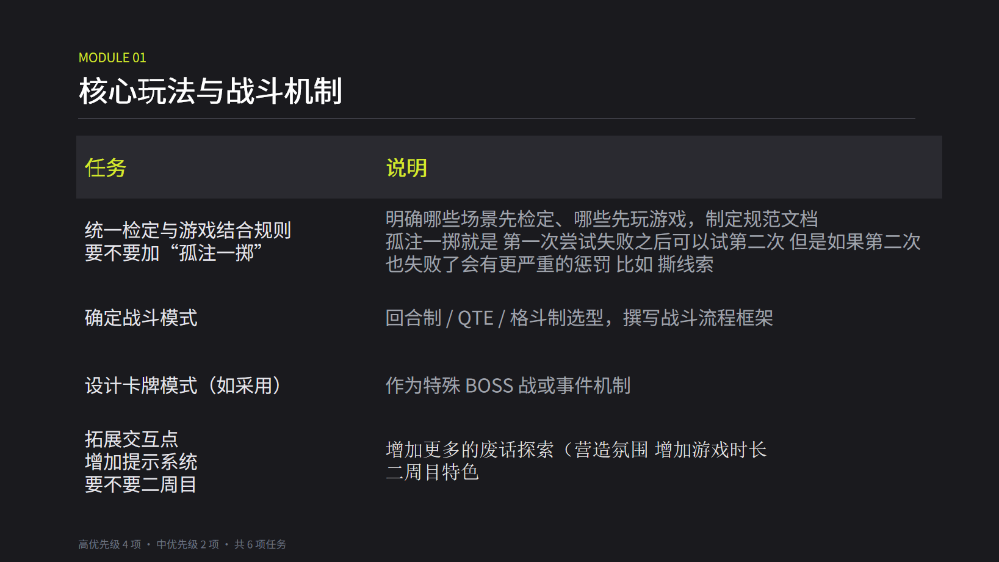 MODULE 01
核心玩法与战斗机制
任务
说明
统一检定与游戏结合规则
要不要加“孤注一掷”
明确哪些场景先检定、哪些先玩游戏，制定规范文档
孤注一掷就是 第一次尝试失败之后可以试第二次 但是如果第二次
也失败了会有更严重的惩罚 比如 撕线索
确定战斗模式
回合制 / QTE / 格斗制选型，撰写战斗流程框架
设计卡牌模式（如采用）
作为特殊 BOSS 战或事件机制
拓展交互点
增加提示系统
要不要二周目
增加更多的废话探索（营造氛围 增加游戏时长
二周目特色
高优先级 4 项 • 中优先级 2 项 • 共 6 项任务